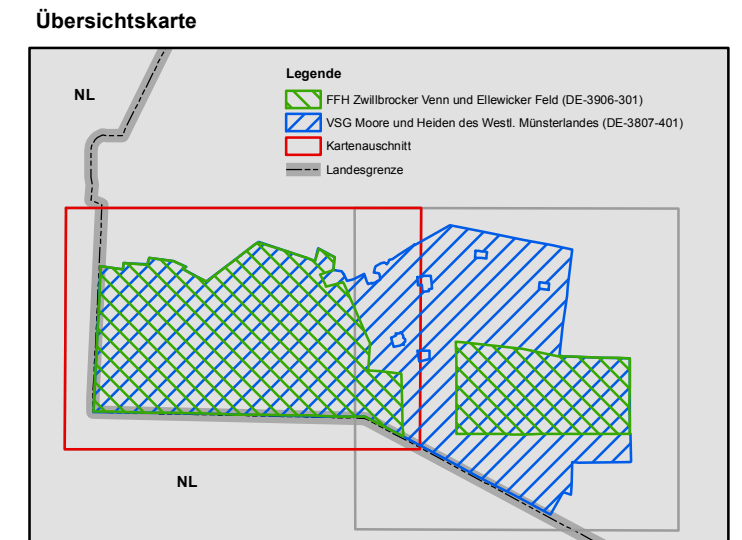 Übersichtskarte
NL
Legende
FFH Zwillbrocker Venn und Ellewicker Feld (DE-3906-301)
VSG Moore und Heiden des Westl. Münsterlandes (DE-3807-401)
Kartenauschnitt
Landesgrenze
NL